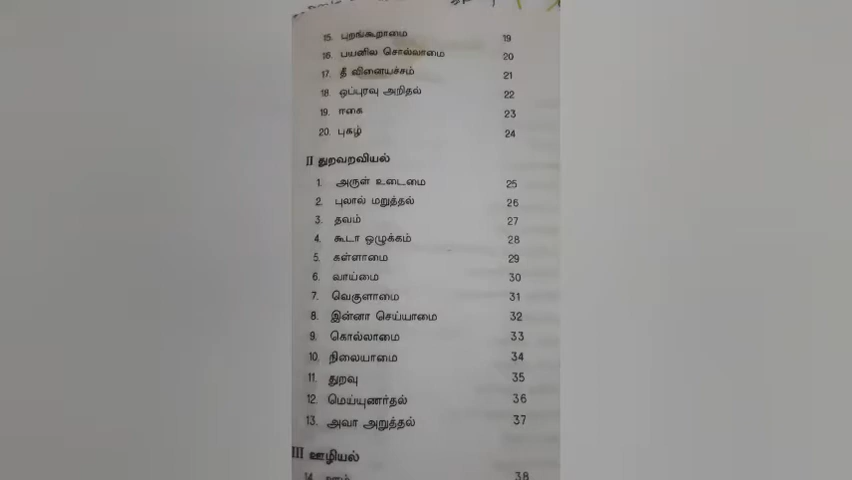 15. புறங்கூறாமை 19
16. பயனில சொல்லாமை 20
17. தீ வினையச்சம் 21
18. ஒப்புரவு அறிதல் 22
19. ஈகை 23
20. புகழ் 24
II துறவறவியல்
1. அருள் உடைமை 25
2. புலால் மறுத்தல் 26
3. தவம் 27
4. கூடா ஒழுக்கம் 28
5. கள்ளாமை 29
6. வாய்மை 30
7. வெகுளாமை 31
8. இன்னா செய்யாமை 32
9. கொல்லாமை 33
10. நிலையாமை 34
11. துறவு 35
12. மெய்யுணர்தல் 36
13. அவா அறுத்தல் 37
III ஊழியல்
38